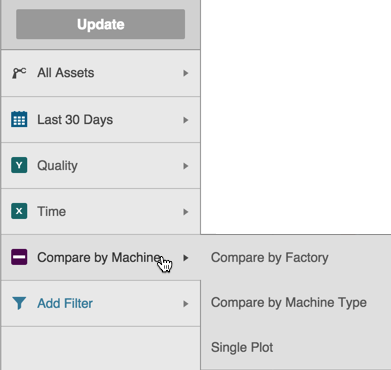 Update
All Assets
Last 30 Days
Y
Quality
X
Time
Compare by Machine
Compare by Factory
Compare by Machine Type
Add Filter
Single Plot